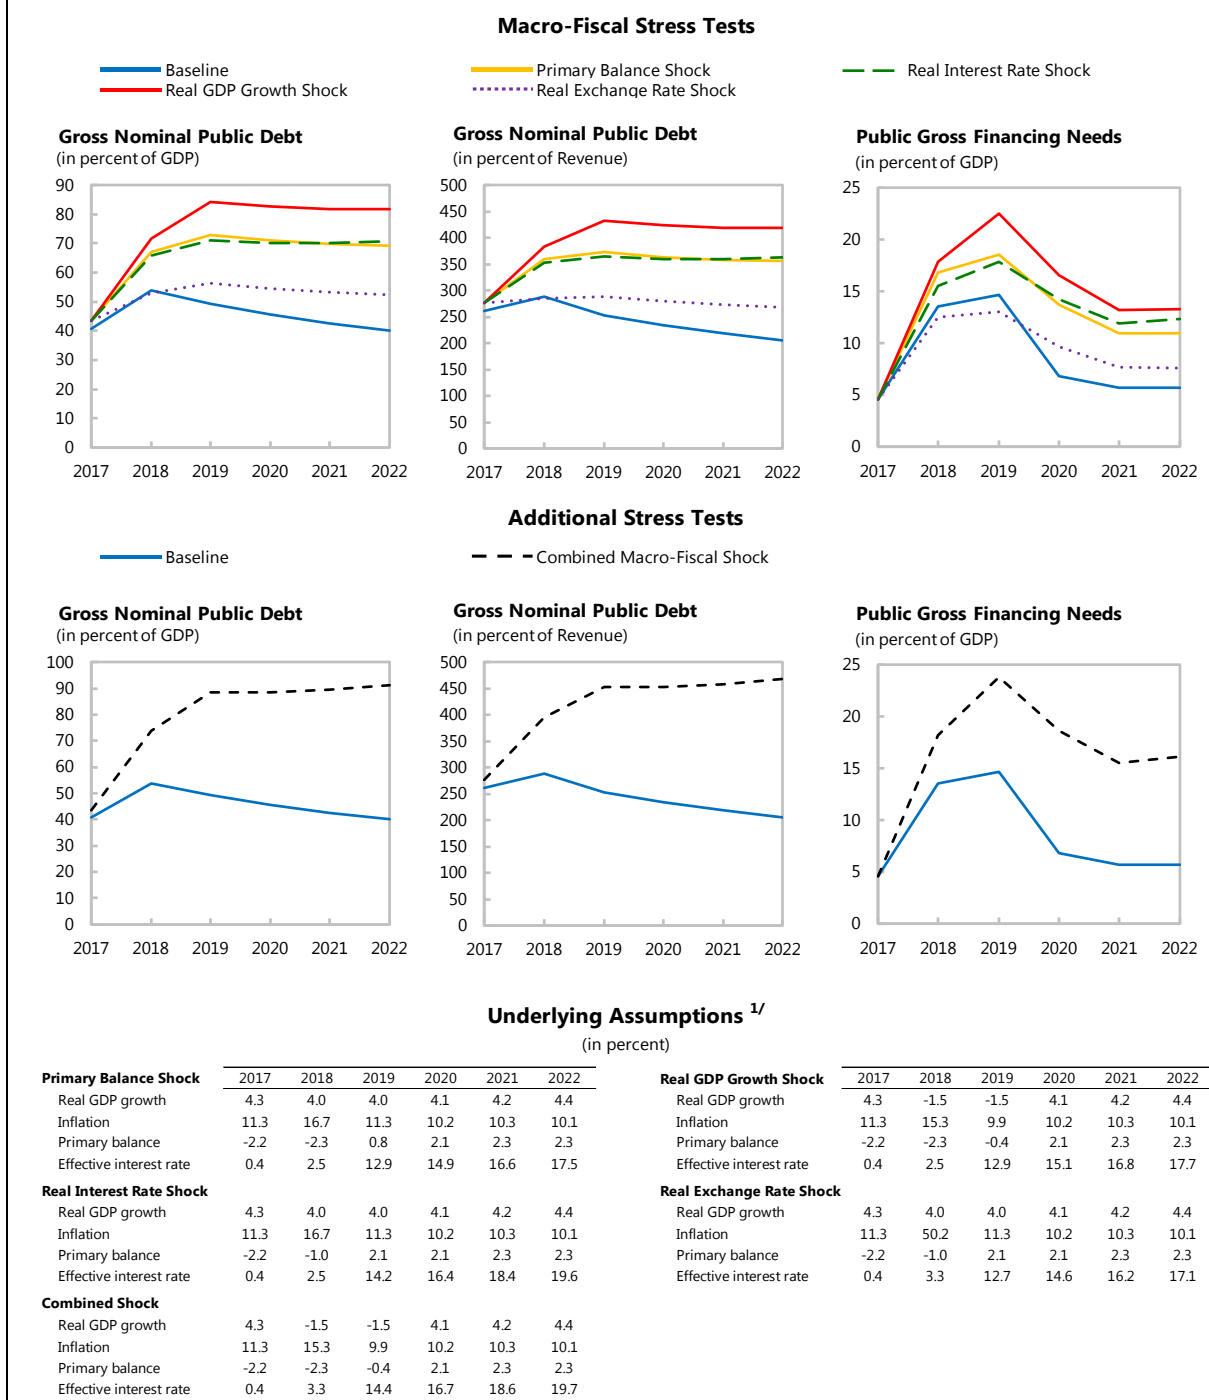 Macro-Fiscal Stress Tests
Baseline Primary Balance Shock Real Interest Rate Shock
Real GDP Growth Shock Real Exchange Rate Shock
Gross Nominal Public Debt
(in percent of GDP)
90
80
70
60
50
40
30
20
10
0
2017 2018 2019 2020 2021 2022
Gross Nominal Public Debt
(in percent of Revenue)
500
450
400
350
300
250
200
150
100
50
0
2017 2018 2019 2020 2021 2022
Public Gross Financing Needs
(in percent of GDP)
25
20
15
10
5
0
2017 2018 2019 2020 2021 2022
Additional Stress Tests
Baseline Combined Macro-Fiscal Shock
Gross Nominal Public Debt
(in percent of GDP)
100
90
80
70
60
50
40
30
20
10
0
2017 2018 2019 2020 2021 2022
Gross Nominal Public Debt
(in percent of Revenue)
500
450
400
350
300
250
200
150
100
50
0
2017 2018 2019 2020 2021 2022
Public Gross Financing Needs
(in percent of GDP)
25
20
15
10
5
0
2017 2018 2019 2020 2021 2022
Underlying Assumptions 1/
(in percent)
Primary Balance Shock 2017 2018 2019 2020 2021 2022
Real GDP growth 4.3 4.0 4.0 4.1 4.2 4.4
Inflation 11.3 16.7 11.3 10.2 10.3 10.1
Primary balance -2.2 -2.3 0.8 2.1 2.3 2.3
Effective interest rate 0.4 2.5 12.9 14.9 16.6 17.5
Real Interest Rate Shock
Real GDP growth 4.3 4.0 4.0 4.1 4.2 4.4
Inflation 11.3 16.7 11.3 10.2 10.3 10.1
Primary balance -2.2 -1.0 2.1 2.1 2.3 2.3
Effective interest rate 0.4 2.5 14.2 16.4 18.4 19.6
Combined Shock
Real GDP growth 4.3 -1.5 -1.5 4.1 4.2 4.4
Inflation 11.3 15.3 9.9 10.2 10.3 10.1
Primary balance -2.2 -2.3 -0.4 2.1 2.3 2.3
Effective interest rate 0.4 3.3 14.4 16.7 18.6 19.7
Real GDP Growth Shock 2017 2018 2019 2020 2021 2022
Real GDP growth 4.3 -1.5 -1.5 4.1 4.2 4.4
Inflation 11.3 15.3 9.9 10.2 10.3 10.1
Primary balance -2.2 -2.3 -0.4 2.1 2.3 2.3
Effective interest rate 0.4 2.5 12.9 15.1 16.8 17.7
Real Exchange Rate Shock
Real GDP growth 4.3 4.0 4.0 4.1 4.2 4.4
Inflation 11.3 50.2 11.3 10.2 10.3 10.1
Primary balance -2.2 -1.0 2.1 2.1 2.3 2.3
Effective interest rate 0.4 3.3 12.7 14.6 16.2 17.1